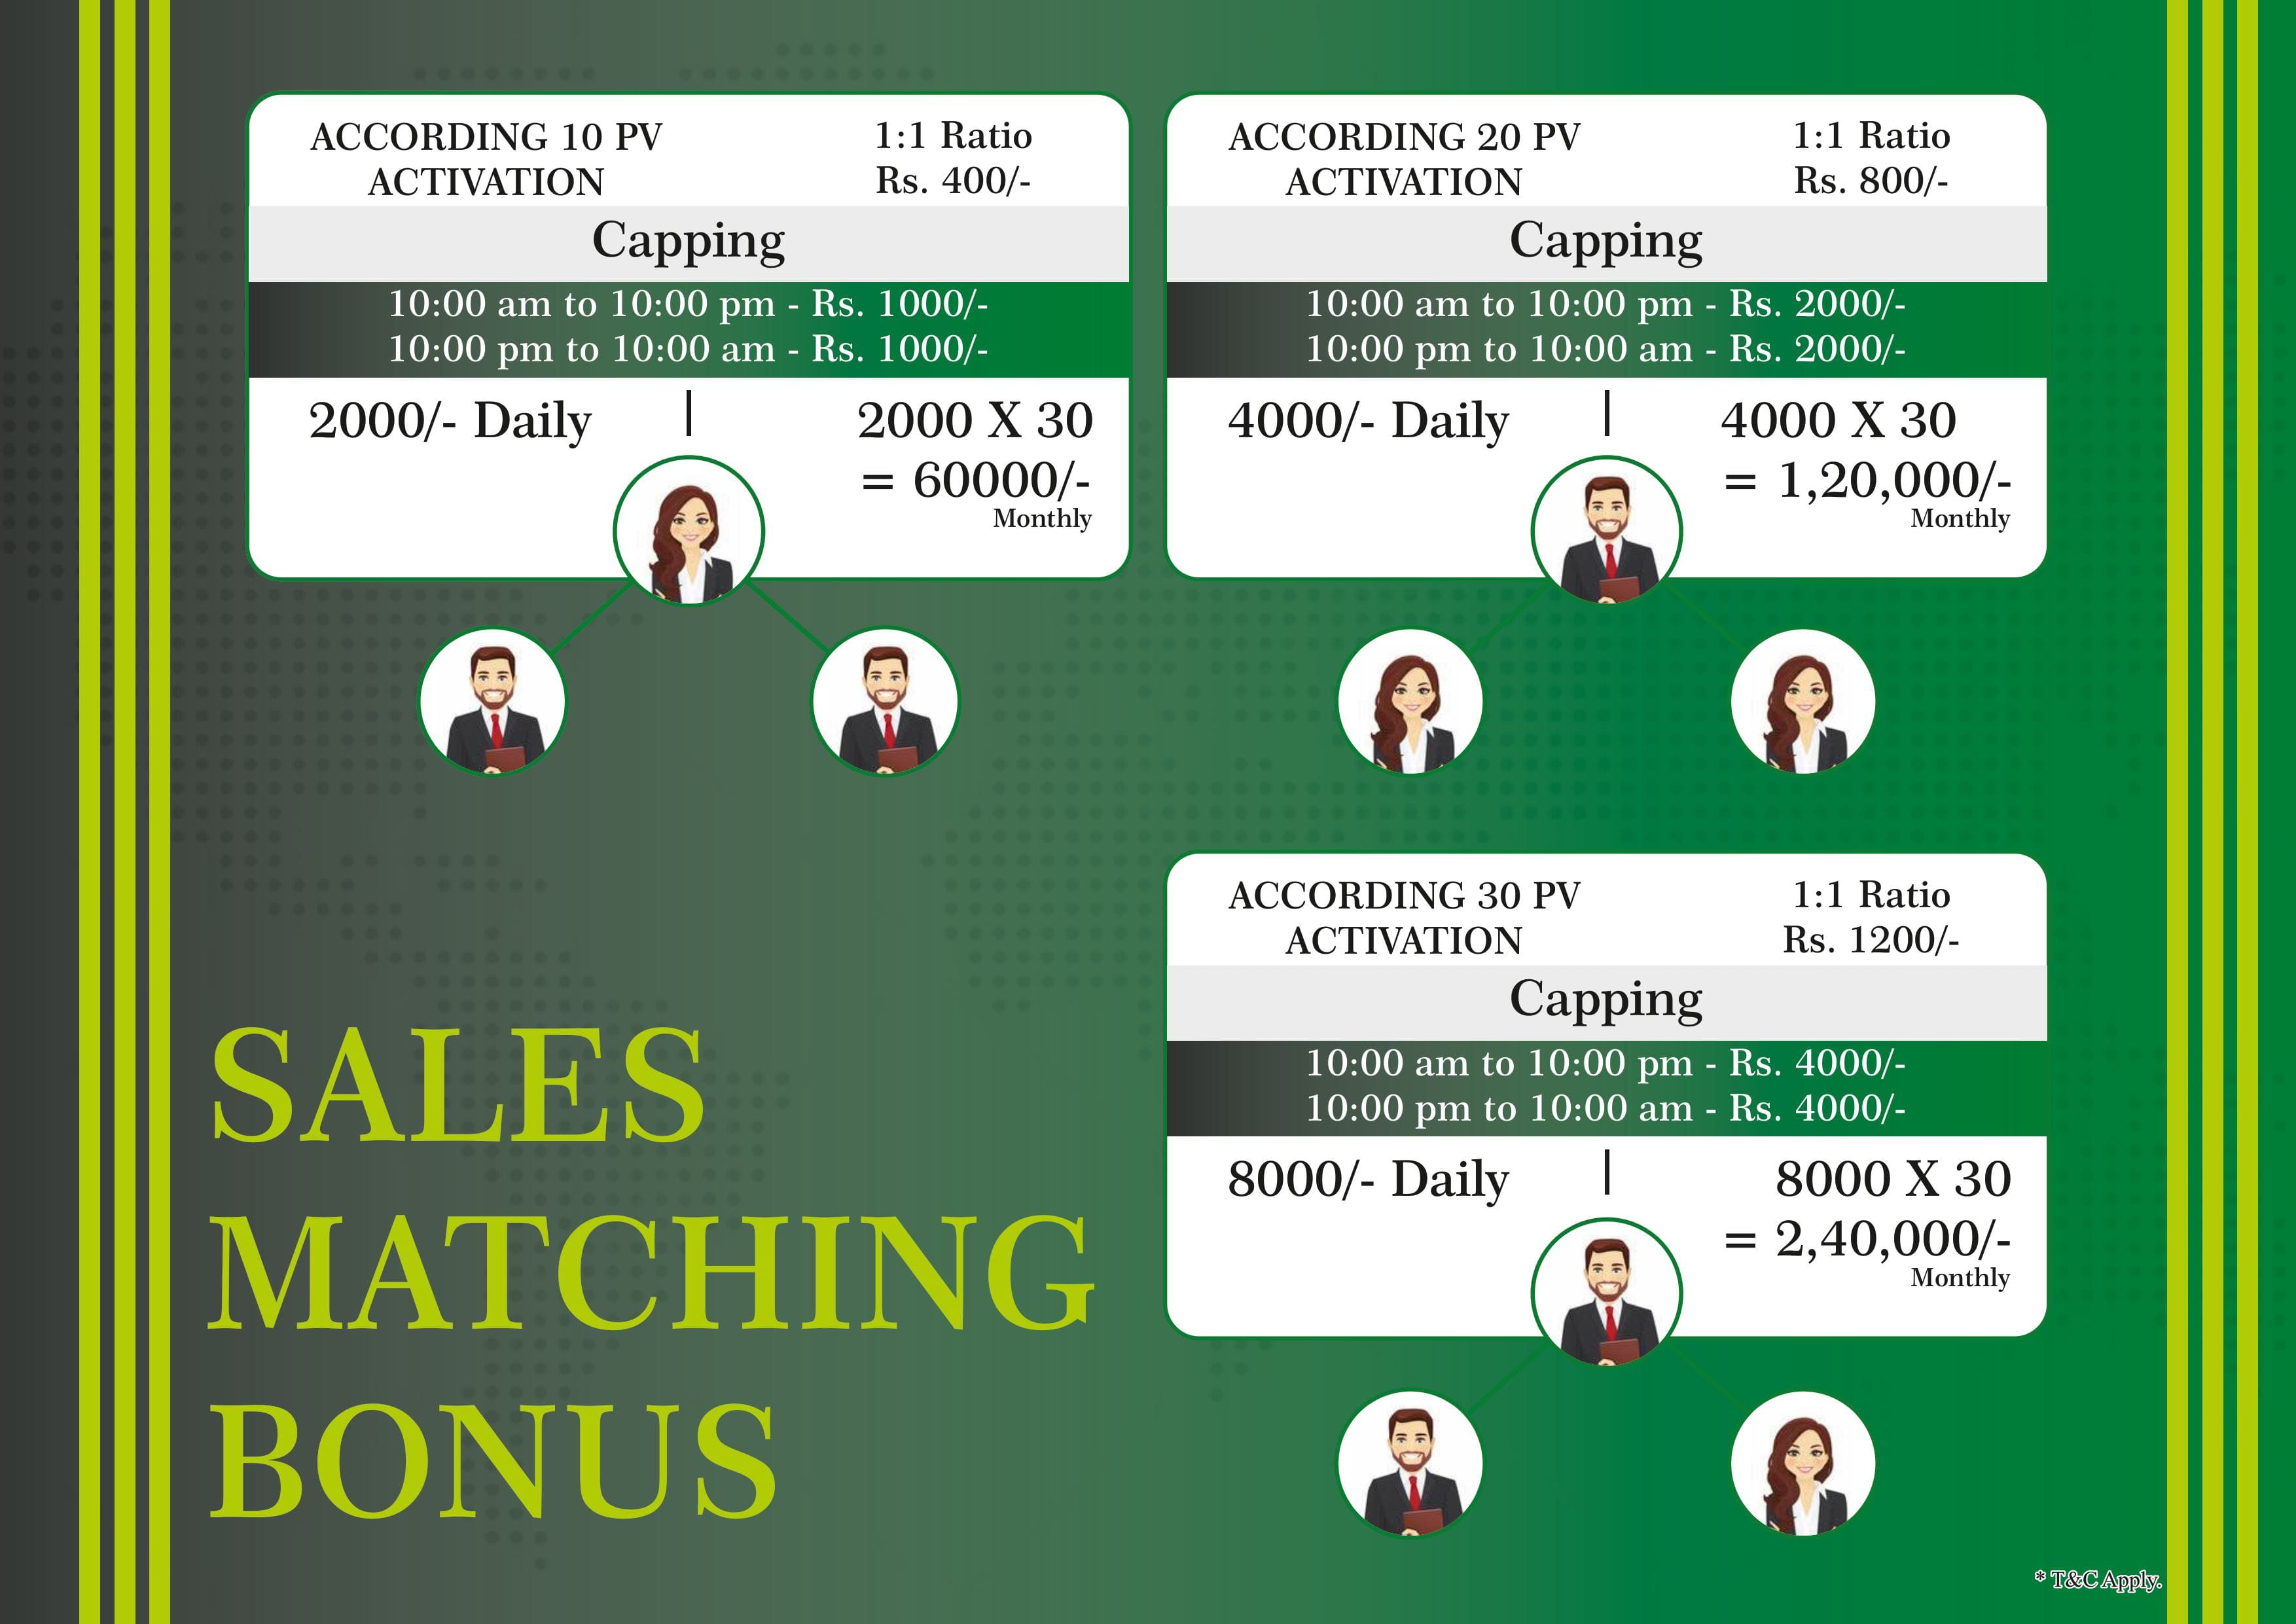 ACCORDING 10 PV
ACTIVATION
1:1 Ratio
Rs. 400/-
Capping
10:00 am to 10:00 pm - Rs. 1000/-
10:00 pm to 10:00 am - Rs. 1000/-
2000/- Daily
2000 X 30
= 60000/-
Monthly
ACCORDING 20 PV
ACTIVATION
1:1 Ratio
Rs. 800/-
Capping
10:00 am to 10:00 pm - Rs. 2000/-
10:00 pm to 10:00 am - Rs. 2000/-
4000/- Daily
4000 X 30
= 1,20,000/-
Monthly
ACCORDING 30 PV
ACTIVATION
1:1 Ratio
Rs. 1200/-
Capping
10:00 am to 10:00 pm - Rs. 4000/-
10:00 pm to 10:00 am - Rs. 4000/-
8000/- Daily
8000 X 30
= 2,40,000/-
Monthly
SALES
MATCHING
BONUS
* T&C Apply.